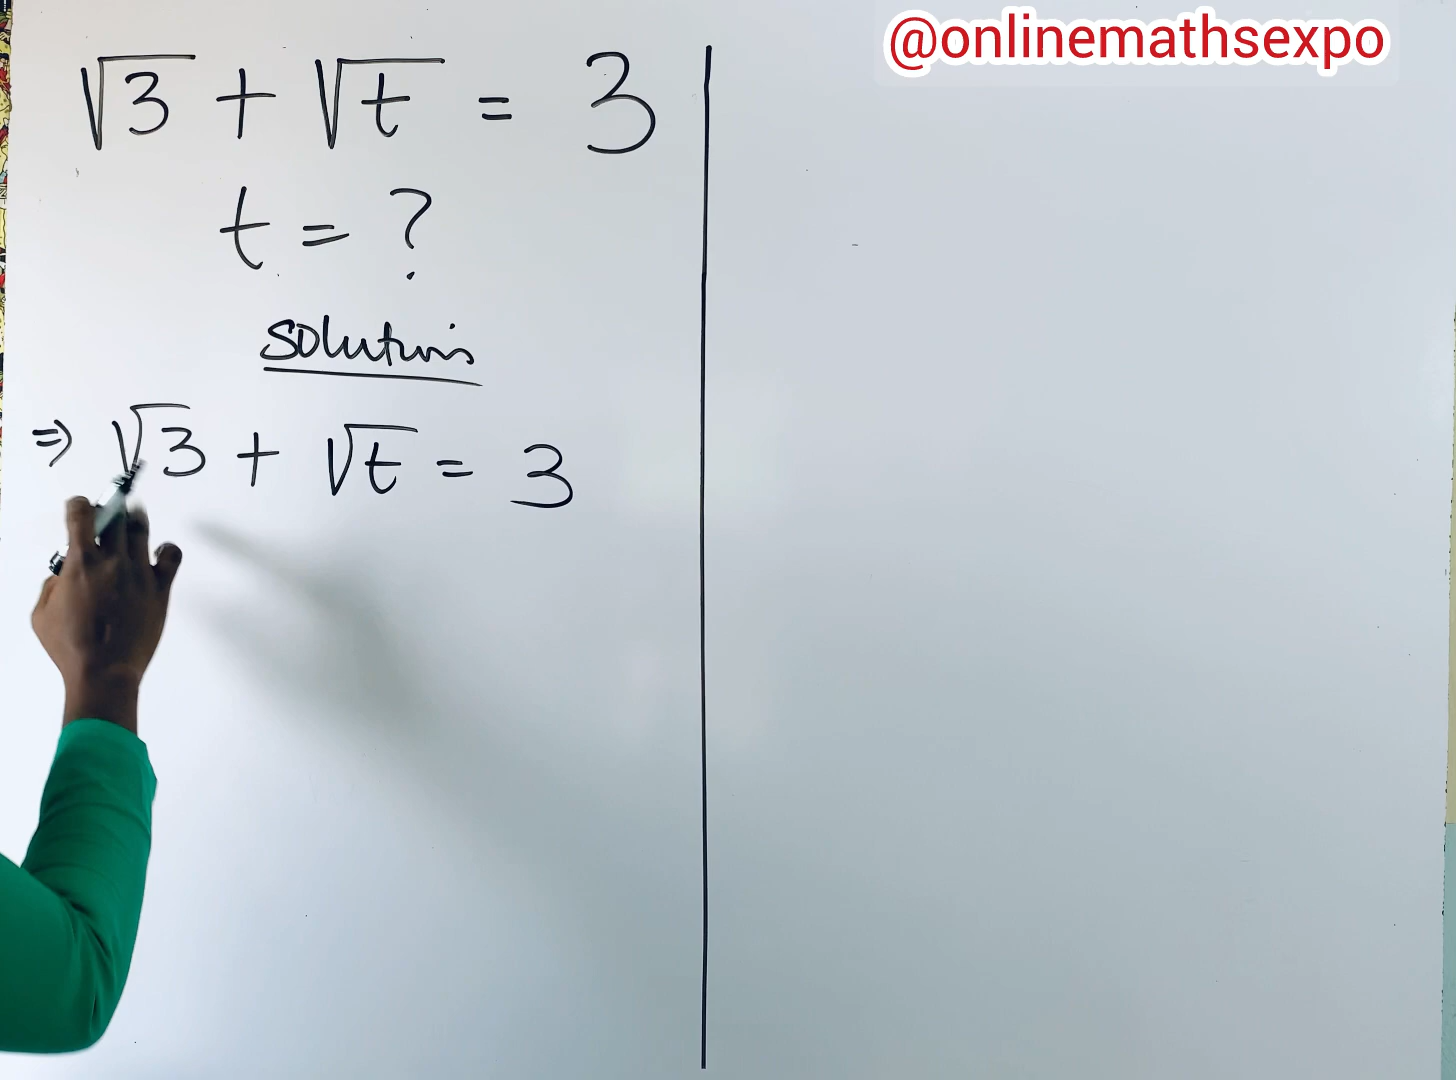 @onlinemathsexpo
√3 + √t = 3
t = ?
Solution
⇒ √3 + √t = 3